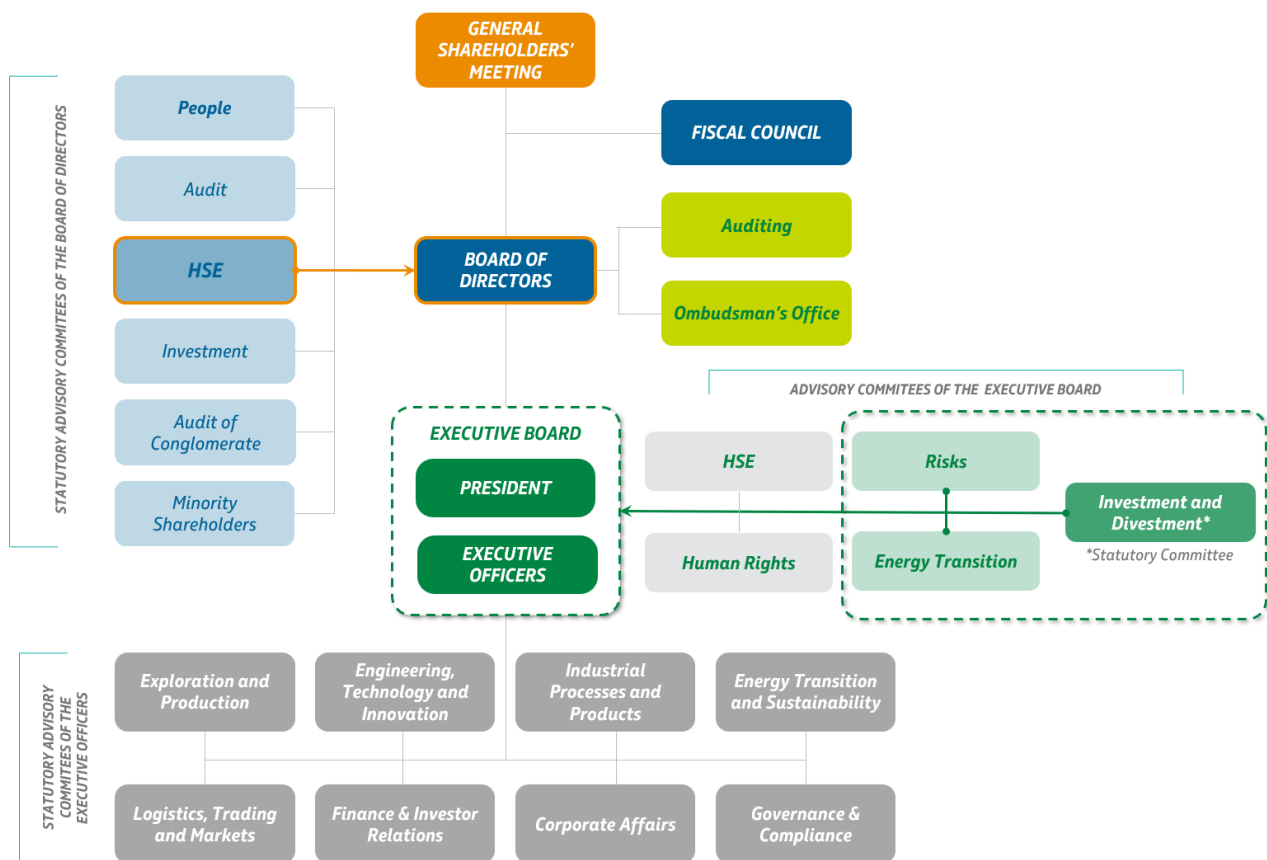 GENERAL
SHAREHOLDERS'
MEETING
STATUTORY ADVISORY COMMITTEES OF THE BOARD OF DIRECTORS
People
Audit
HSE
Investment
Audit of
Conglomerate
Minority
Shareholders
FISCAL COUNCIL
BOARD OF
DIRECTORS
Auditing
Ombudsman's Office
ADVISORY COMMITEES OF THE EXECUTIVE BOARD
EXECUTIVE BOARD
PRESIDENT
EXECUTIVE
OFFICERS
HSE
Human Rights
Risks
Energy Transition
Investment and
Divestment*
*Statutory Committee
STATUTORY ADVISORY
COMMITEES OF THE
EXECUTIVE OFFICERS
Exploration and
Production
Engineering,
Technology and
Innovation
Industrial
Processes and
Products
Energy Transition
and Sustainability
Logistics, Trading
and Markets
Finance & Investor
Relations
Corporate Affairs
Governance &
Compliance